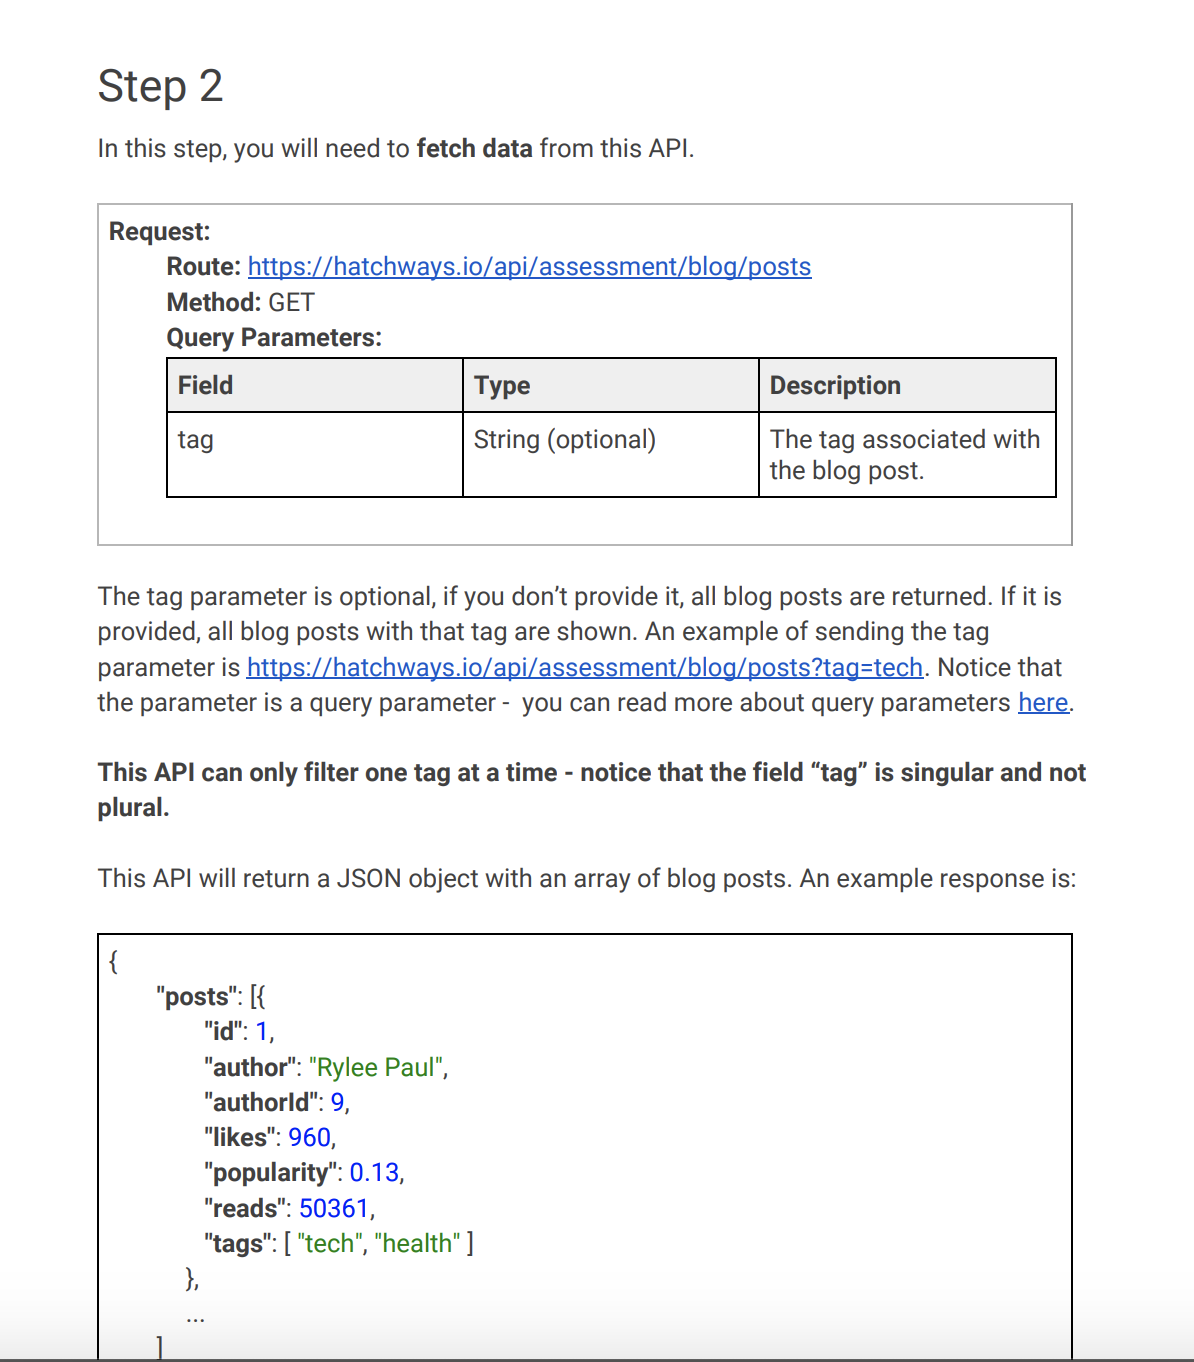 Step 2
In this step, you will need to fetch data from this API.
Request:
Route: https://hatchways.io/api/assessment/blog/posts
Method: GET
Query Parameters:
Field Type Description
tag String (optional) The tag associated with
the blog post.
The tag parameter is optional, if you don’t provide it, all blog posts are returned. If it is
provided, all blog posts with that tag are shown. An example of sending the tag
parameter is https://hatchways.io/api/assessment/blog/posts?tag=tech. Notice that
the parameter is a query parameter -  you can read more about query parameters here.
This API can only filter one tag at a time - notice that the field “tag” is singular and not
plural.
This API will return a JSON object with an array of blog posts. An example response is:
{
"posts": [{
"id": 1,
"author": "Rylee Paul",
"authorId": 9,
"likes": 960,
"popularity": 0.13,
"reads": 50361,
"tags": [ "tech", "health" ]
},
...
]